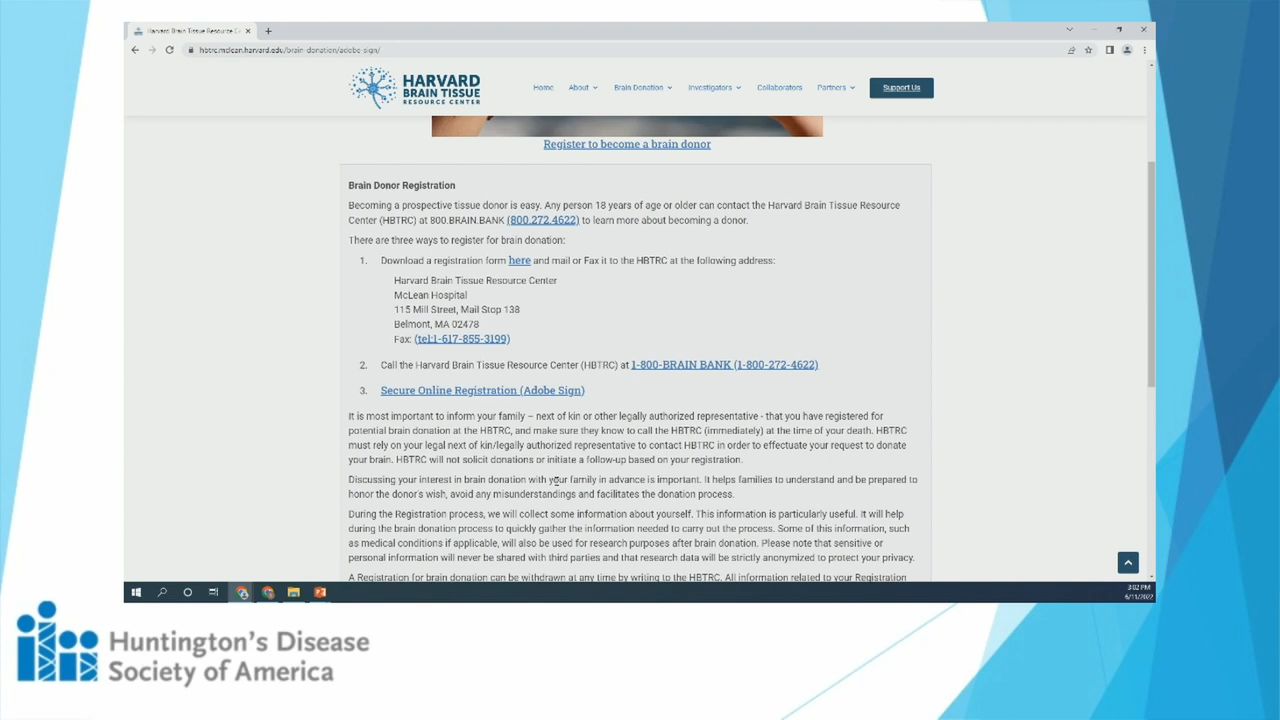 Harvard Brain Tissue Resource C
hbtrc.mclean.harvard.edu/brain-donation/adobe-sign/
HARVARD
BRAIN TISSUE
RESOURCE CENTER
Home About Brain Donation Investigators Collaborators Partners Support Us
Register to become a brain donor
Brain Donor Registration
Becoming a prospective tissue donor is easy. Any person 18 years of age or older can contact the Harvard Brain Tissue Resource
Center (HBTRC) at 800.BRAIN.BANK (800.272.4622) to learn more about becoming a donor.
There are three ways to register for brain donation:
1. Download a registration form here and mail or Fax it to the HBTRC at the following address:
Harvard Brain Tissue Resource Center
McLean Hospital
115 Mill Street, Mail Stop 138
Belmont, MA 02478
Fax: (tel:1-617-855-3199)
2. Call the Harvard Brain Tissue Resource Center (HBTRC) at 1-800-BRAIN BANK (1-800-272-4622)
3. Secure Online Registration (Adobe Sign)
It is most important to inform your family – next of kin or other legally authorized representative - that you have registered for
potential brain donation at the HBTRC, and make sure they know to call the HBTRC (immediately) at the time of your death. HBTRC
must rely on your legal next of kin/legally authorized representative to contact HBTRC in order to effectuate your request to donate
your brain. HBTRC will not solicit donations or initiate a follow-up based on your registration.
Discussing your interest in brain donation with your family in advance is important. It helps families to understand and be prepared to
honor the donor's wish, avoid any misunderstandings and facilitates the donation process.
During the Registration process, we will collect some information about yourself. This information is particularly useful. It will help
during the brain donation process to quickly gather the information needed to carry out the process. Some of this information, such
as medical conditions if applicable, will also be used for research purposes after brain donation. Please note that sensitive or
personal information will never be shared with third parties and that research data will be strictly anonymized to protect your privacy.
A Registration for brain donation can be withdrawn at any time by writing to the HBTRC. All information related to your Registration
3:02 PM
6/11/2022
Huntington's Disease
Society of America